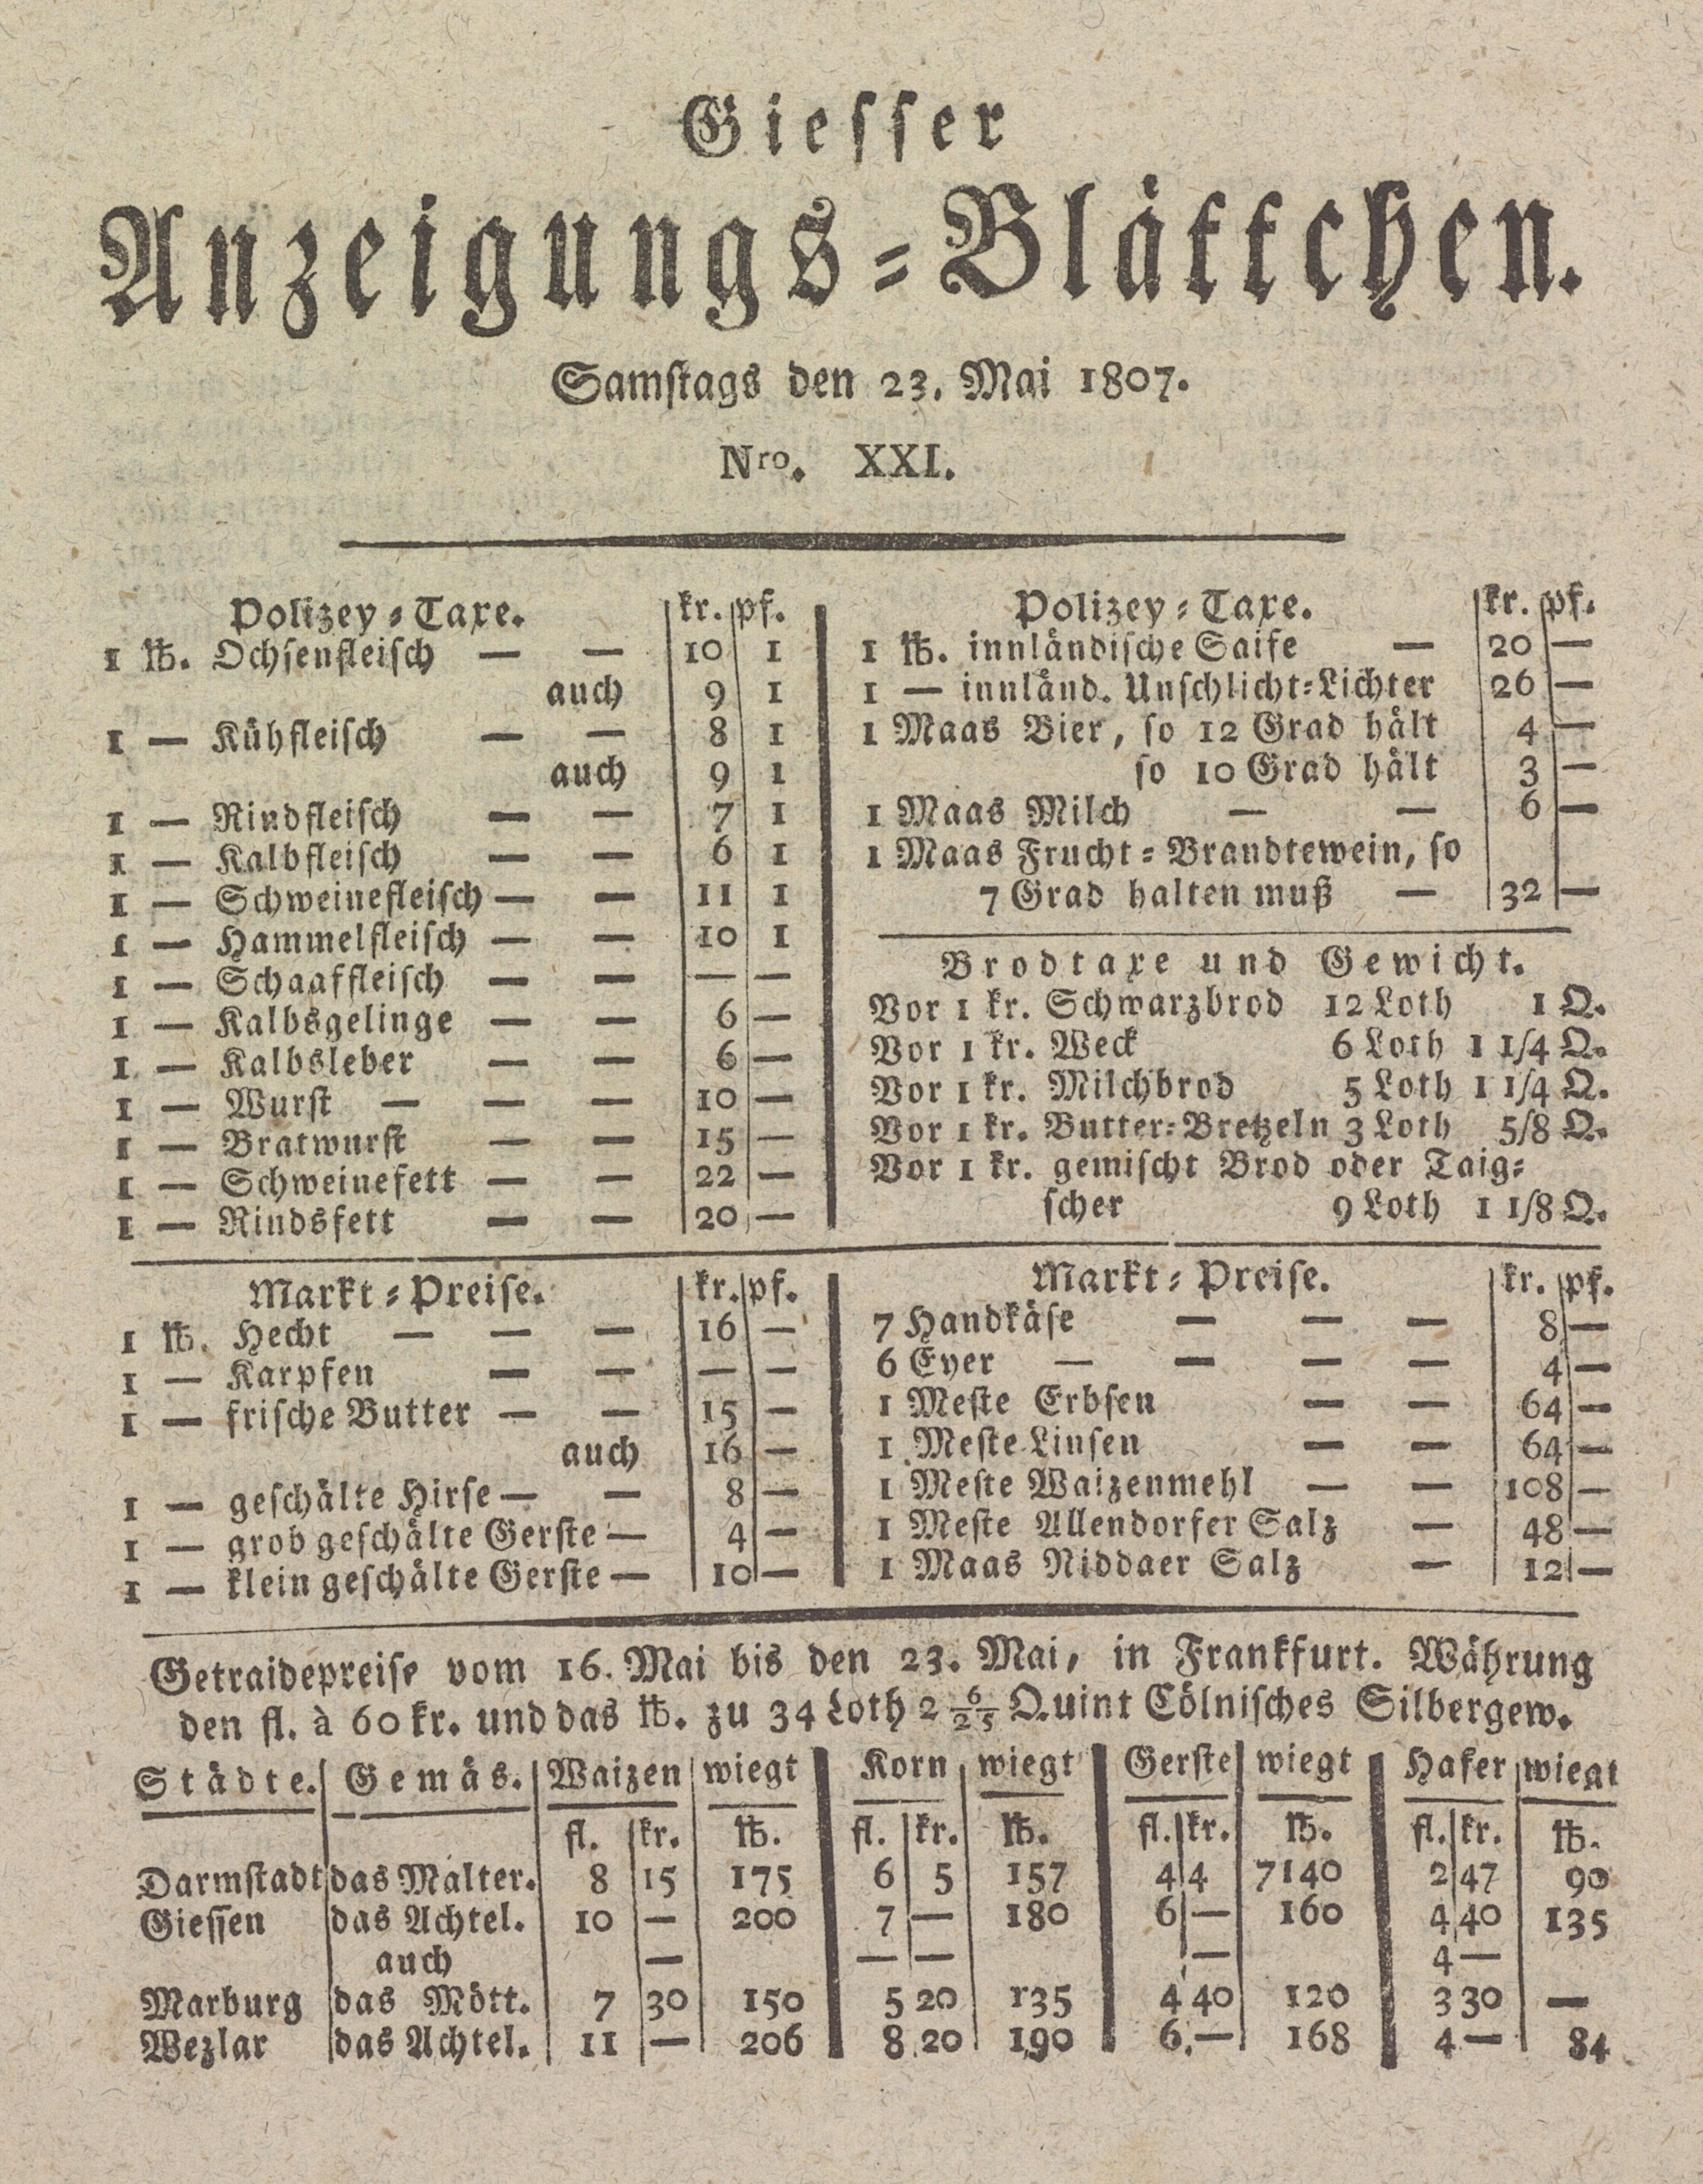 Giesser
Anzeigungs-Blättchen.
Samstags den 23. Mai 1807.
Nro. XXI.
Polizey-Taxe. kr. pf.
1 ℔. Ochsenfleisch — — 10 1
auch 9 1
1 — Kühfleisch — — 8 1
auch 9 1
1 — Rindfleisch — — 7 1
1 — Kalbfleisch — — 6 1
1 — Schweinefleisch — — 11 1
1 — Hammelfleisch — — 10 1
1 — Schaaffleisch — — — —
1 — Kalbsgelinge — — 6 —
1 — Kalbsleber — — 6 —
1 — Wurst — — — 10 —
1 — Bratwurst — — 15 —
1 — Schweinefett — — 22 —
1 — Rindsfett — — 20 —
Polizey-Taxe. kr. pf.
1 ℔. innländische Saife — 20 —
1 — innländ. Unschlicht-Lichter 26 —
1 Maas Bier, so 12 Grad hält 4 —
so 10 Grad hält 3 —
1 Maas Milch — — 6 —
1 Maas Frucht-Brandtewein, so
7 Grad halten muß — 32 —
Brodtaxe und Gewicht.
Vor 1 kr. Schwarzbrod 12 Loth 1 Q.
Vor 1 kr. Weck 6 Loth 1 1/4 Q.
Vor 1 kr. Milchbrod 5 Loth 1 1/4 Q.
Vor 1 kr. Butter-Bretzeln 3 Loth 5/8 Q.
Vor 1 kr. gemischt Brod oder Taig-
scher 9 Loth 1 1/8 Q.
Markt-Preise. kr. pf.
1 ℔. Hecht — — — 16 —
1 — Karpfen — — — —
1 — frische Butter — — 15 —
auch 16 —
1 — geschälte Hirse — — 8 —
1 — grob geschälte Gerste — 4 —
1 — klein geschälte Gerste — 10 —
Markt-Preise. kr. pf.
7 Handkäse — — — 8 —
6 Eyer — — — — 4 —
1 Meste Erbsen — — 64 —
1 Meste Linsen — — 64 —
1 Meste Waizenmehl — — 108 —
1 Meste Allendorfer Salz — 48 —
1 Maas Niddaer Salz — 12 —
Getraidepreise vom 16. Mai bis den 23. Mai, in Frankfurt. Währung
den fl. à 60 kr. und das ℔. zu 34 Loth 2 6/25 Quint Cölnisches Silbergew.
Städte. Gemäs. Waizen wiegt Korn wiegt Gerste wiegt Hafer wiegt
fl. kr. ℔. fl. kr. ℔. fl. kr. ℔. fl. kr. ℔.
Darmstadt das Malter. 8 15 175 6 5 157 4 4 7140 2 47 90
Giessen das Achtel. 10 — 200 7 — 180 6 — 160 4 40 135
auch — — — — 4 —
Marburg das Mött. 7 30 150 5 20 135 4 40 120 3 30 —
Wezlar das Achtel. 11 — 206 8 20 190 6 — 168 4 — 84